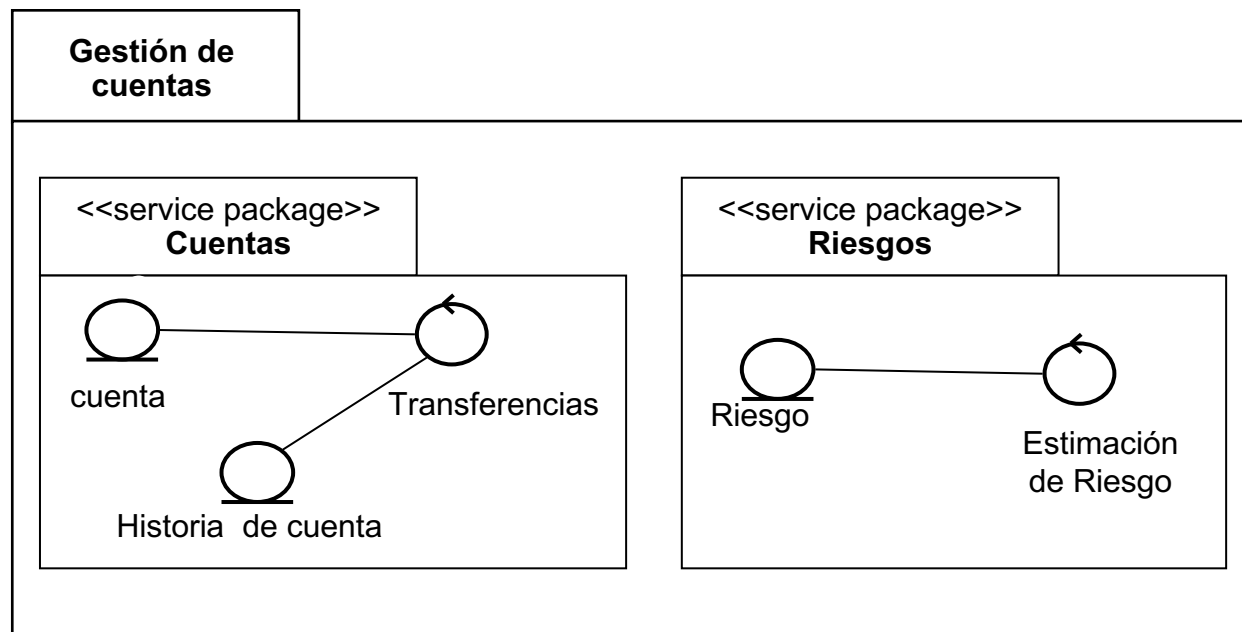 Gestión de
cuentas
<<service package>>
Cuentas
cuenta
Transferencias
Historia de cuenta
<<service package>>
Riesgos
Riesgo
Estimación
de Riesgo